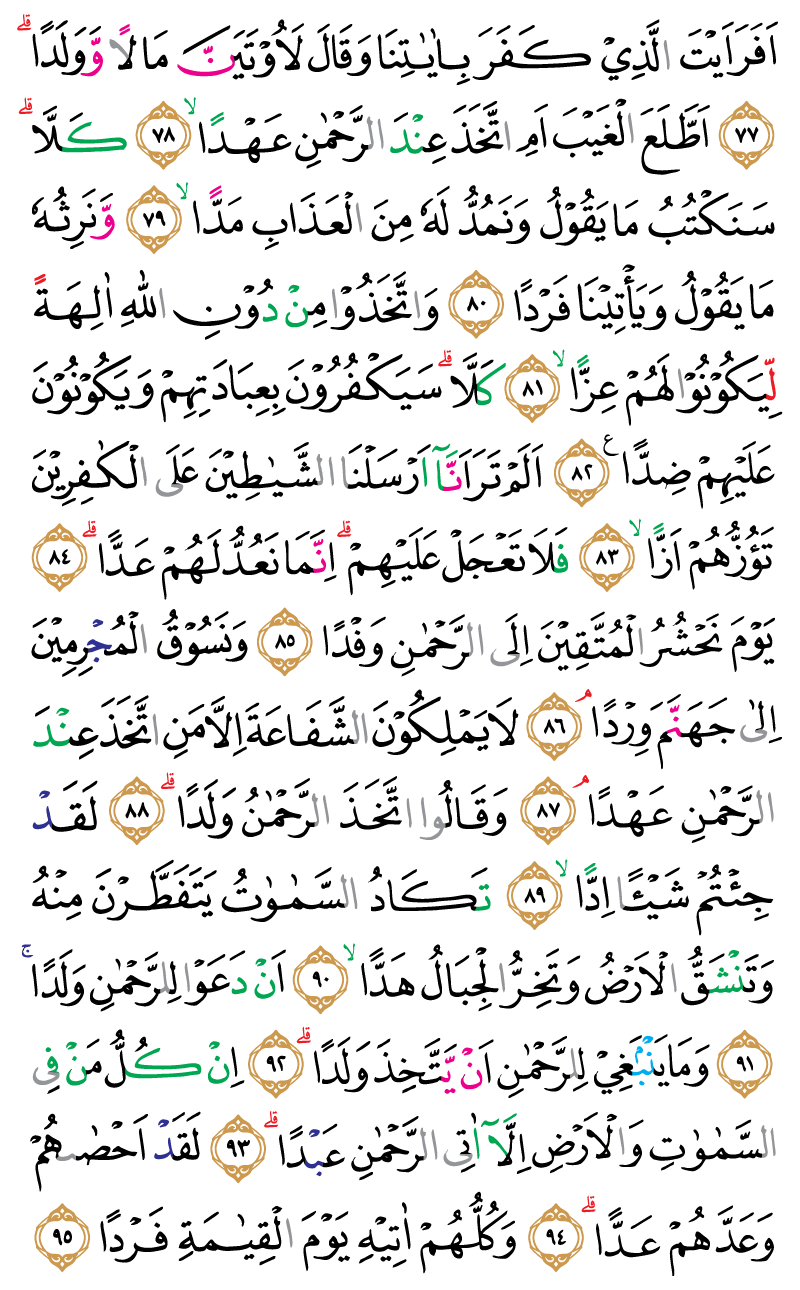 اَفَرَاَيْتَ الَّذِيْ كَفَرَ بِاٰيٰتِنَا وَقَالَ لَاُوْتَيَنَّ مَالًا وَّوَلَدًا ۗ
٧٧ اَطَّلَعَ الْغَيْبَ اَمِ اتَّخَذَ عِنْدَ الرَّحْمٰنِ عَهْدًا ۙ ٧٨ كَلَّا ۗ
سَنَكْتُبُ مَا يَقُوْلُ وَنَمُدُّ لَهٗ مِنَ الْعَذَابِ مَدًّا ۙ ٧٩ وَّنَرِثُهٗ
مَا يَقُوْلُ وَيَأْتِيْنَا فَرْدًا ٨٠ وَاتَّخَذُوْا مِنْ دُوْنِ اللّٰهِ اٰلِهَةً
لِّيَكُوْنُوْا لَهُمْ عِزًّا ۙ ٨١ كَلَّا ۗ سَيَكْفُرُوْنَ بِعِبَادَتِهِمْ وَيَكُوْنُوْنَ
عَلَيْهِمْ ضِدًّا ع ٨٢ اَلَمْ تَرَ اَنَّآ اَرْسَلْنَا الشَّيٰطِيْنَ عَلَى الْكٰفِرِيْنَ
تَؤُزُّهُمْ اَزًّا ۙ ٨٣ فَلَا تَعْجَلْ عَلَيْهِمْ ۗ اِنَّمَا نَعُدُّ لَهُمْ عَدًّا ۗ ٨٤
يَوْمَ نَحْشُرُ الْمُتَّقِيْنَ اِلَى الرَّحْمٰنِ وَفْدًا ٨٥ وَنَسُوْقُ الْمُجْرِمِيْنَ
اِلٰى جَهَنَّمَ وِرْدًا ۘ ٨٦ لَا يَمْلِكُوْنَ الشَّفَاعَةَ اِلَّا مَنِ اتَّخَذَ عِنْدَ
الرَّحْمٰنِ عَهْدًا ۘ ٨٧ وَقَالُوا اتَّخَذَ الرَّحْمٰنُ وَلَدًا ۗ ٨٨ لَقَدْ
جِئْتُمْ شَيْـًٔا اِدًّا ۙ ٨٩ تَكَادُ السَّمٰوٰتُ يَتَفَطَّرْنَ مِنْهُ
وَتَنْشَقُّ الْاَرْضُ وَتَخِرُّ الْجِبَالُ هَدًّا ۙ ٩٠ اَنْ دَعَوْا لِلرَّحْمٰنِ وَلَدًا ۚ
٩١ وَمَا يَنْۢبَغِيْ لِلرَّحْمٰنِ اَنْ يَّتَّخِذَ وَلَدًا ۗ ٩٢ اِنْ كُلُّ مَنْ فِى
السَّمٰوٰتِ وَالْاَرْضِ اِلَّآ اٰتِى الرَّحْمٰنِ عَبْدًا ۗ ٩٣ لَقَدْ اَحْصٰىهُمْ
وَعَدَّهُمْ عَدًّا ۗ ٩٤ وَكُلُّهُمْ اٰتِيْهِ يَوْمَ الْقِيٰمَةِ فَرْدًا ٩٥